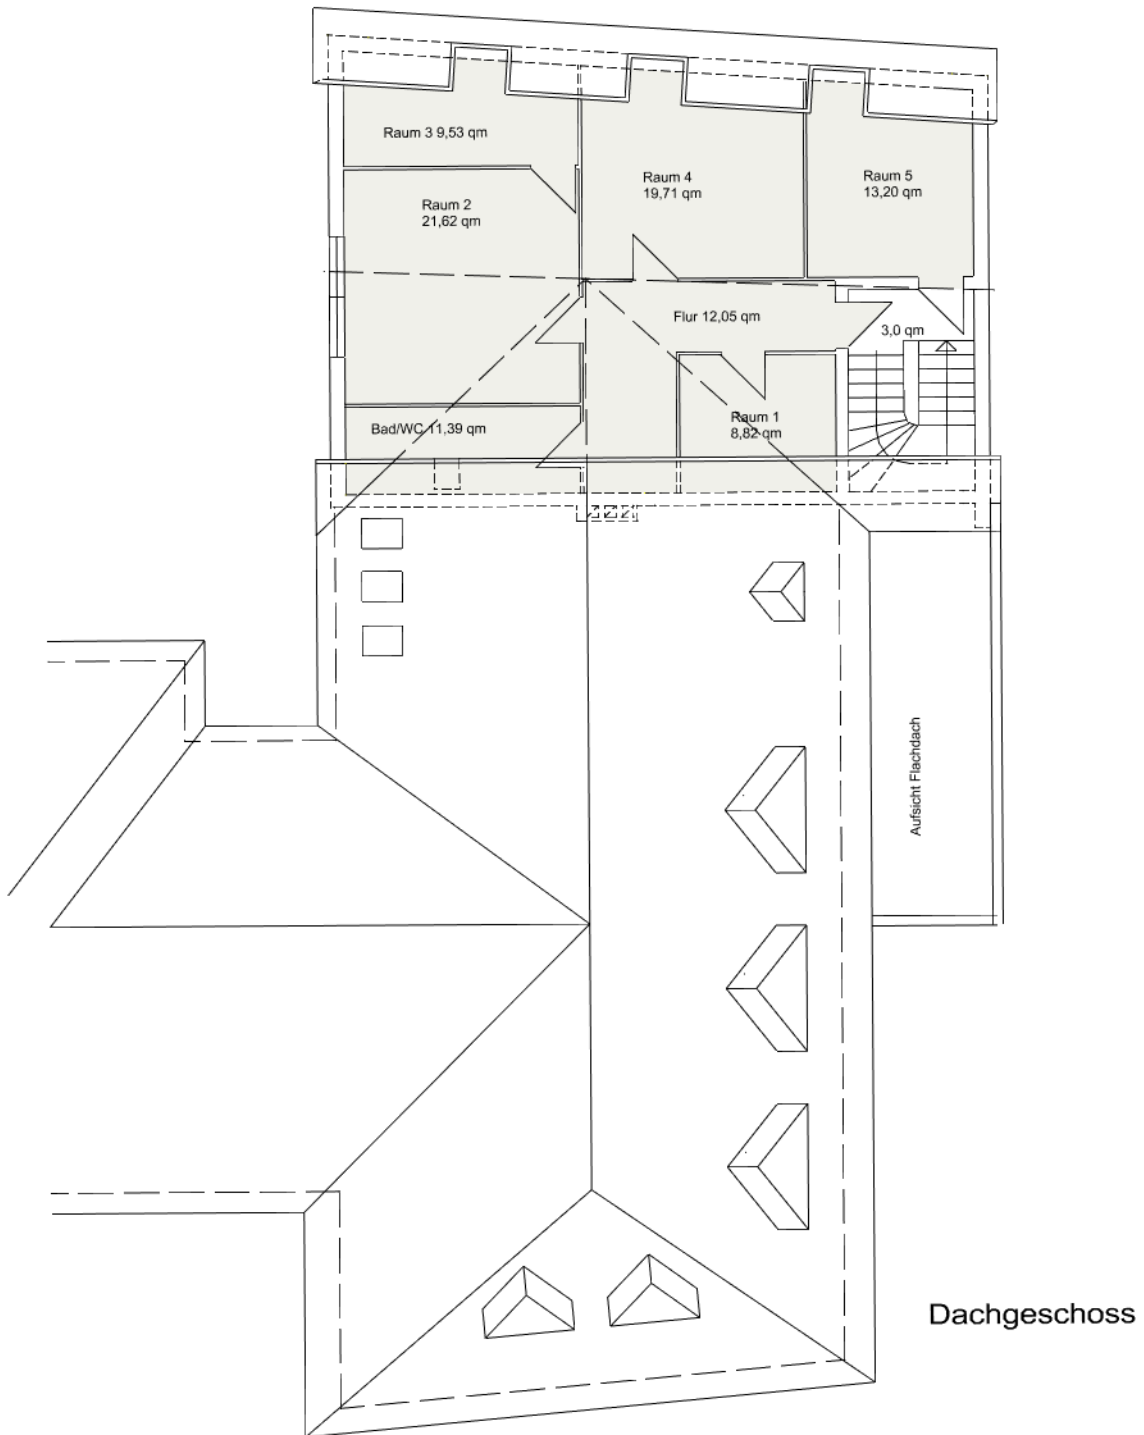 Raum 3 9,53 qm
Raum 4
19,71 qm
Raum 5
13,20 qm
Raum 2
21,62 qm
Flur 12,05 qm
3,0 qm
Raum 1
8,82 qm
Bad/WC 11,39 qm
Aufsicht Flachdach
Dachgeschoss